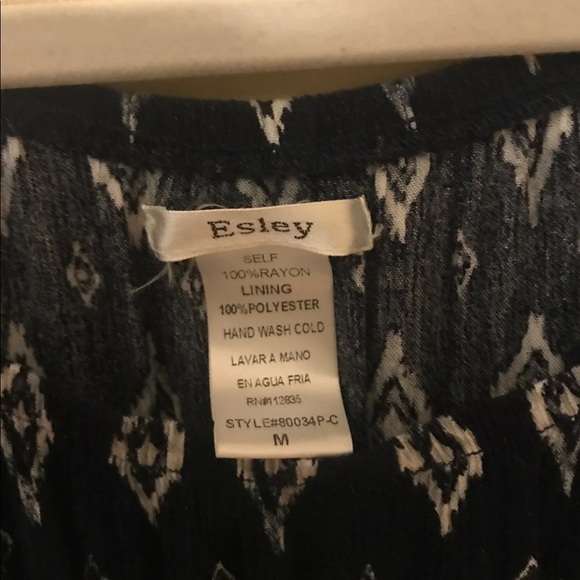 Esley
SELF
100%RAYON
LINING
100%POLYESTER
HAND WASH COLD
LAVAR A MANO
EN AGUA FRIA
RN#112835
STYLE#80034P-C
M